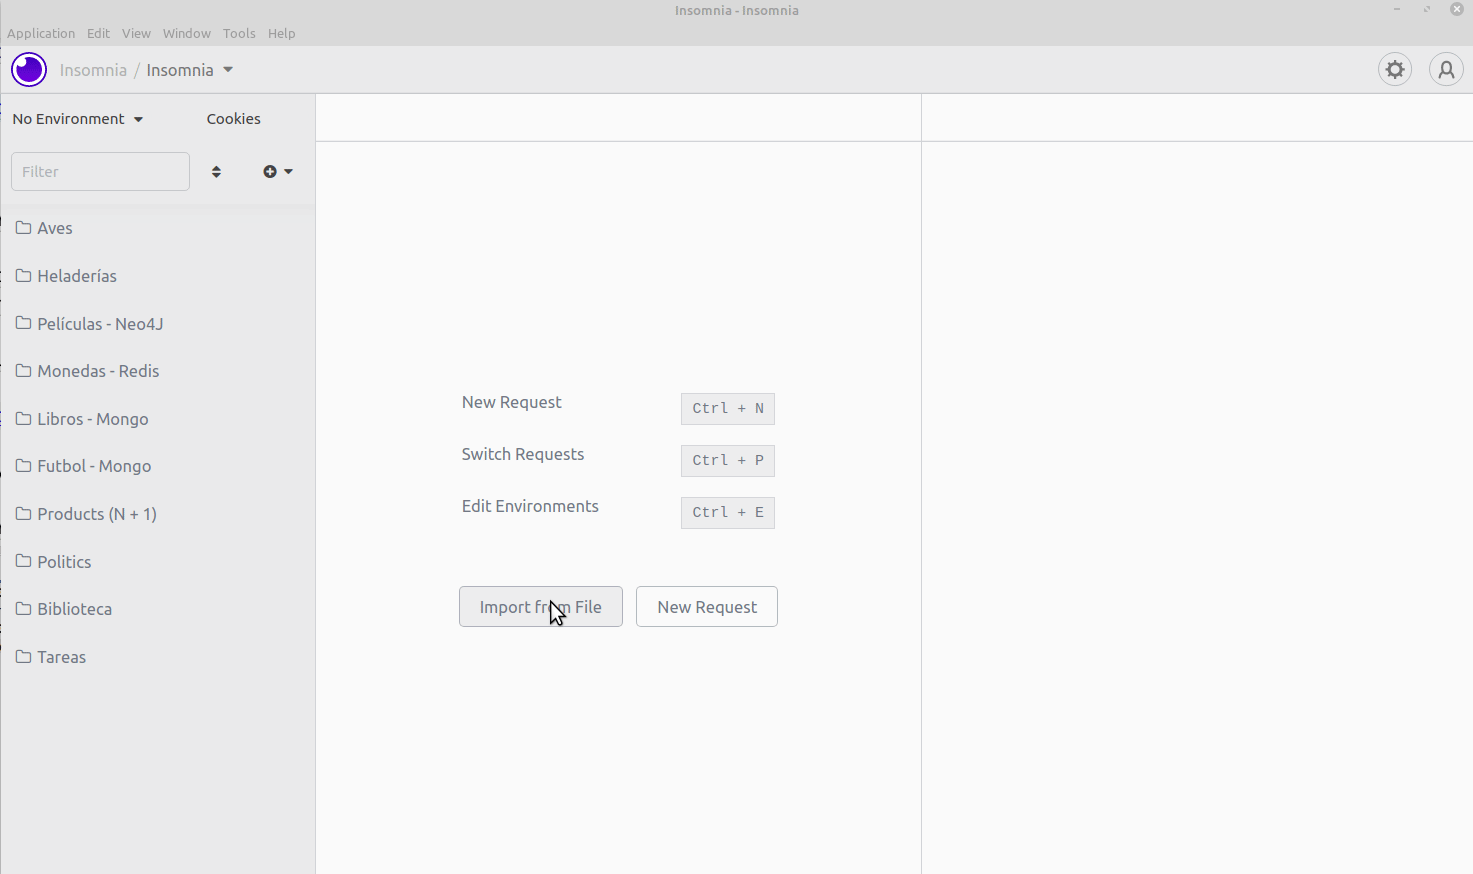 Insomnia - Insomnia
Application Edit View Window Tools Help
Insomnia / Insomnia
No Environment Cookies
Filter
Aves
Heladerías
Películas - Neo4J
Monedas - Redis
Libros - Mongo
Futbol - Mongo
Products (N + 1)
Politics
Biblioteca
Tareas
New Request Ctrl + N
Switch Requests Ctrl + P
Edit Environments Ctrl + E
Import from File New Request